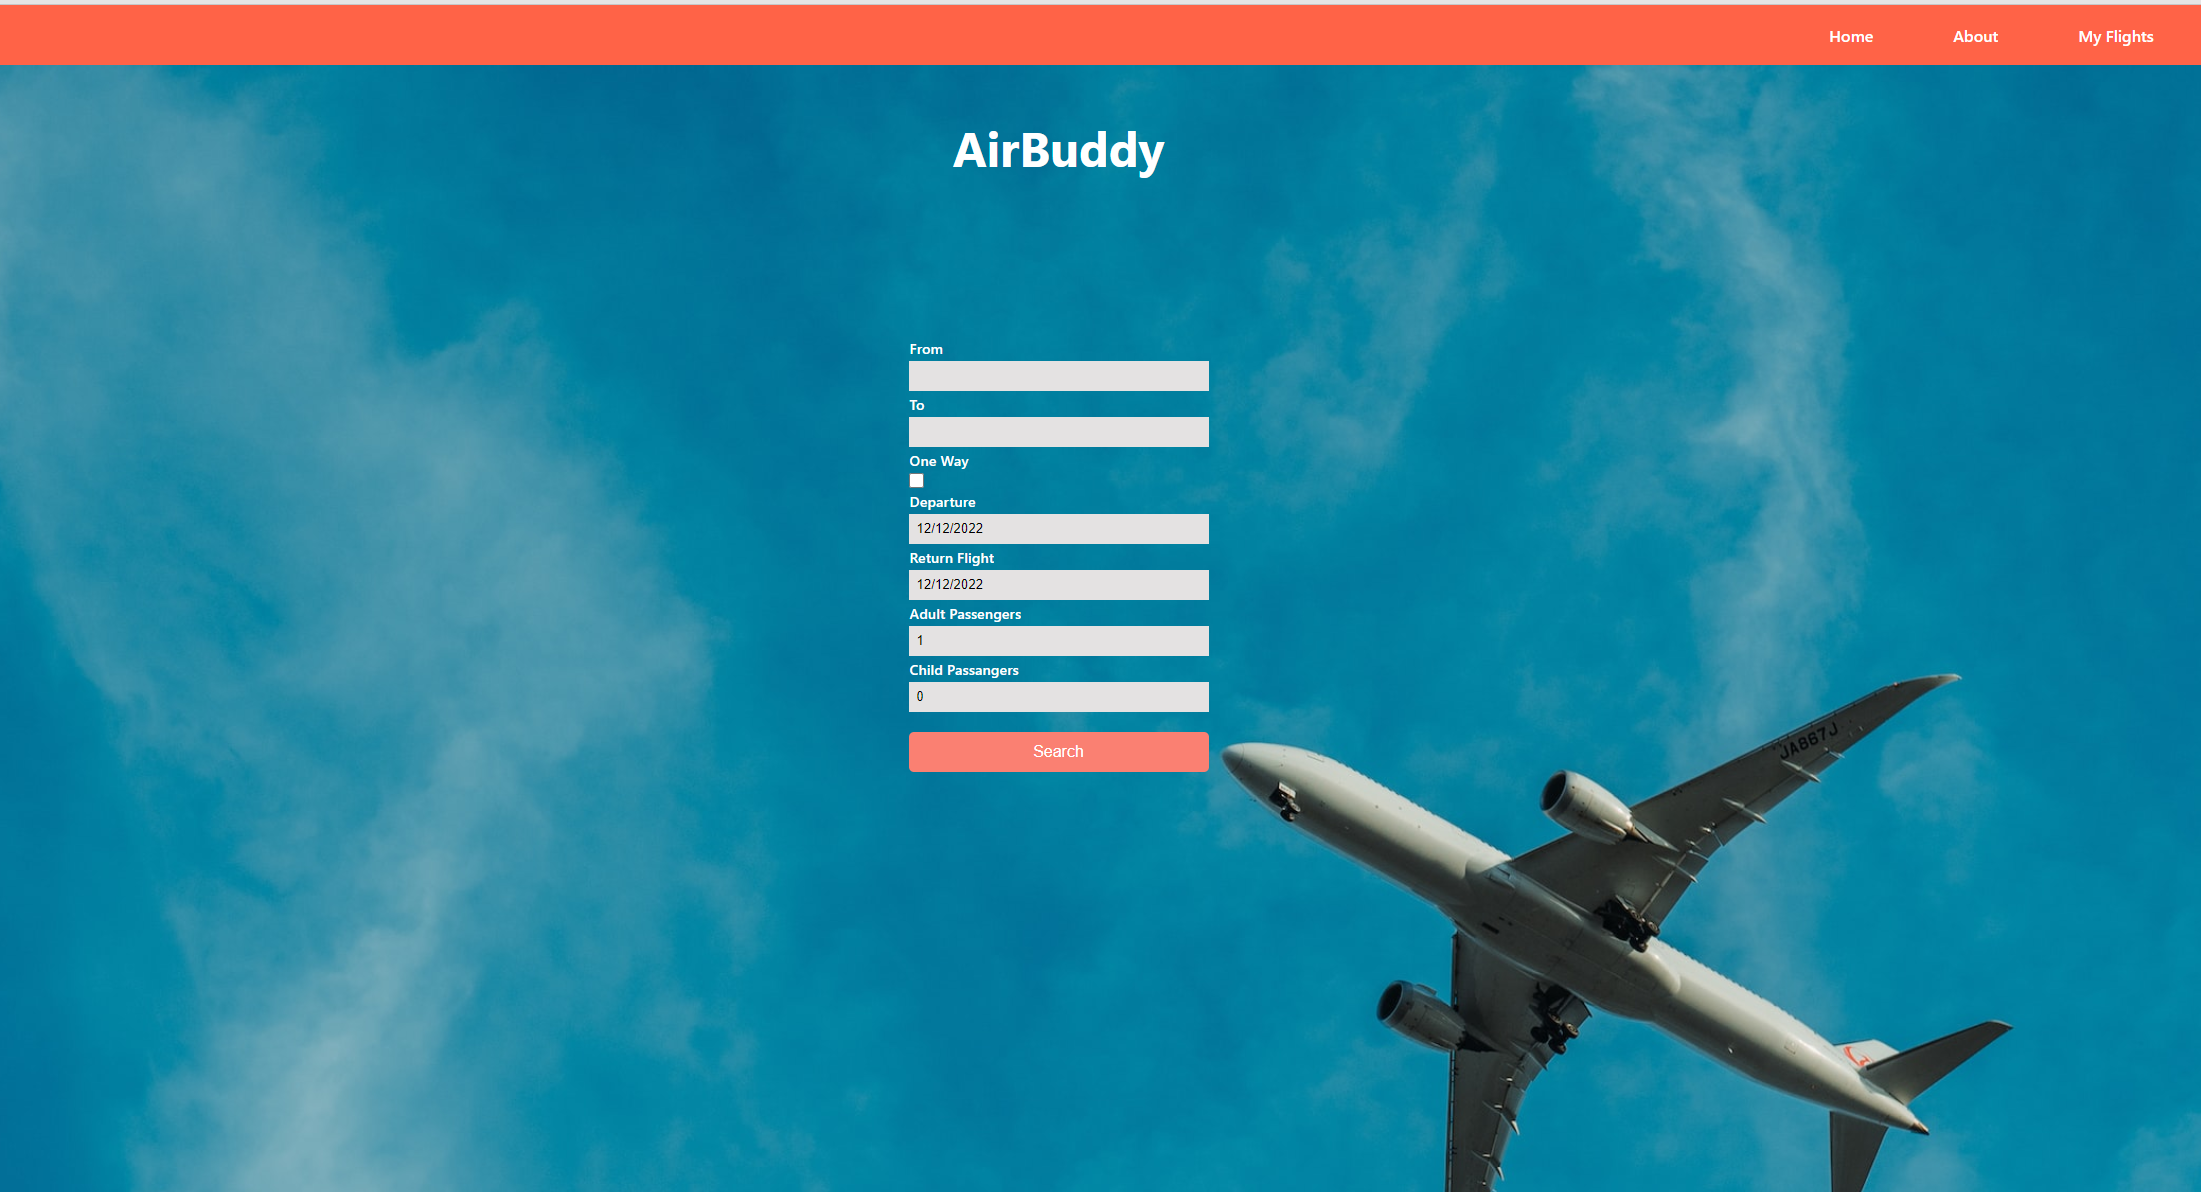 Home About My Flights
AirBuddy
From
To
One Way
Departure
12/12/2022
Return Flight
12/12/2022
Adult Passengers
1
Child Passangers
0
Search
JA867J